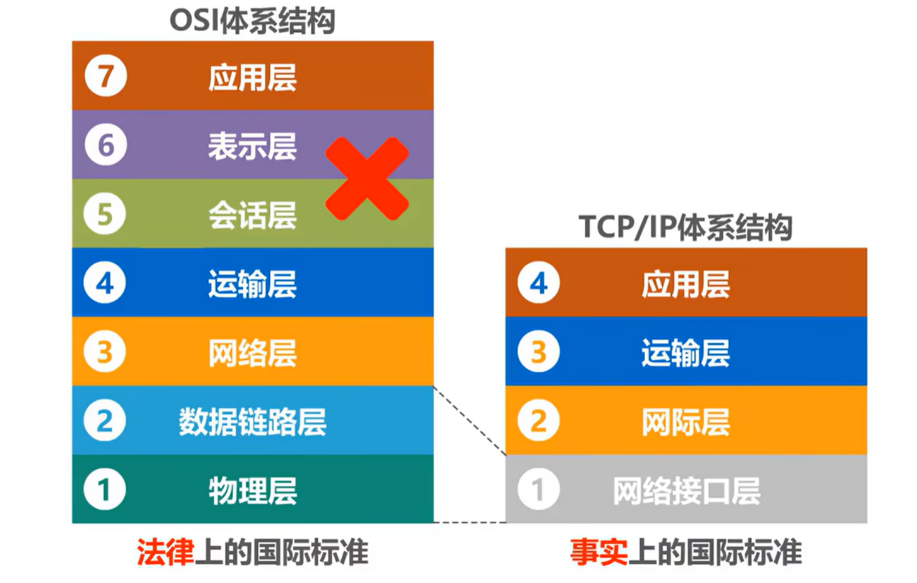 OSI体系结构
7 应用层
6 表示层
5 会话层
4 运输层
3 网络层
2 数据链路层
1 物理层
法律上的国际标准
TCP/IP体系结构
4 应用层
3 运输层
2 网际层
1 网络接口层
事实上的国际标准